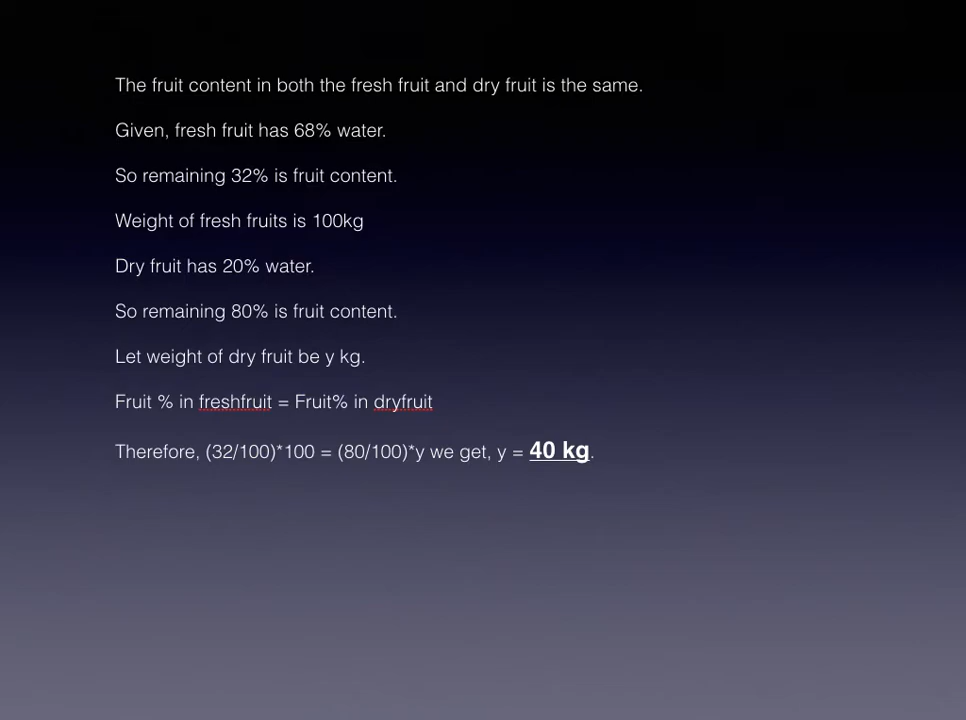 The fruit content in both the fresh fruit and dry fruit is the same.
Given, fresh fruit has 68% water.
So remaining 32% is fruit content.
Weight of fresh fruits is 100kg
Dry fruit has 20% water.
So remaining 80% is fruit content.
Let weight of dry fruit be y kg.
Fruit % in freshfruit = Fruit% in dryfruit
Therefore, (32/100)*100 = (80/100)*y we get, y = 40 kg.